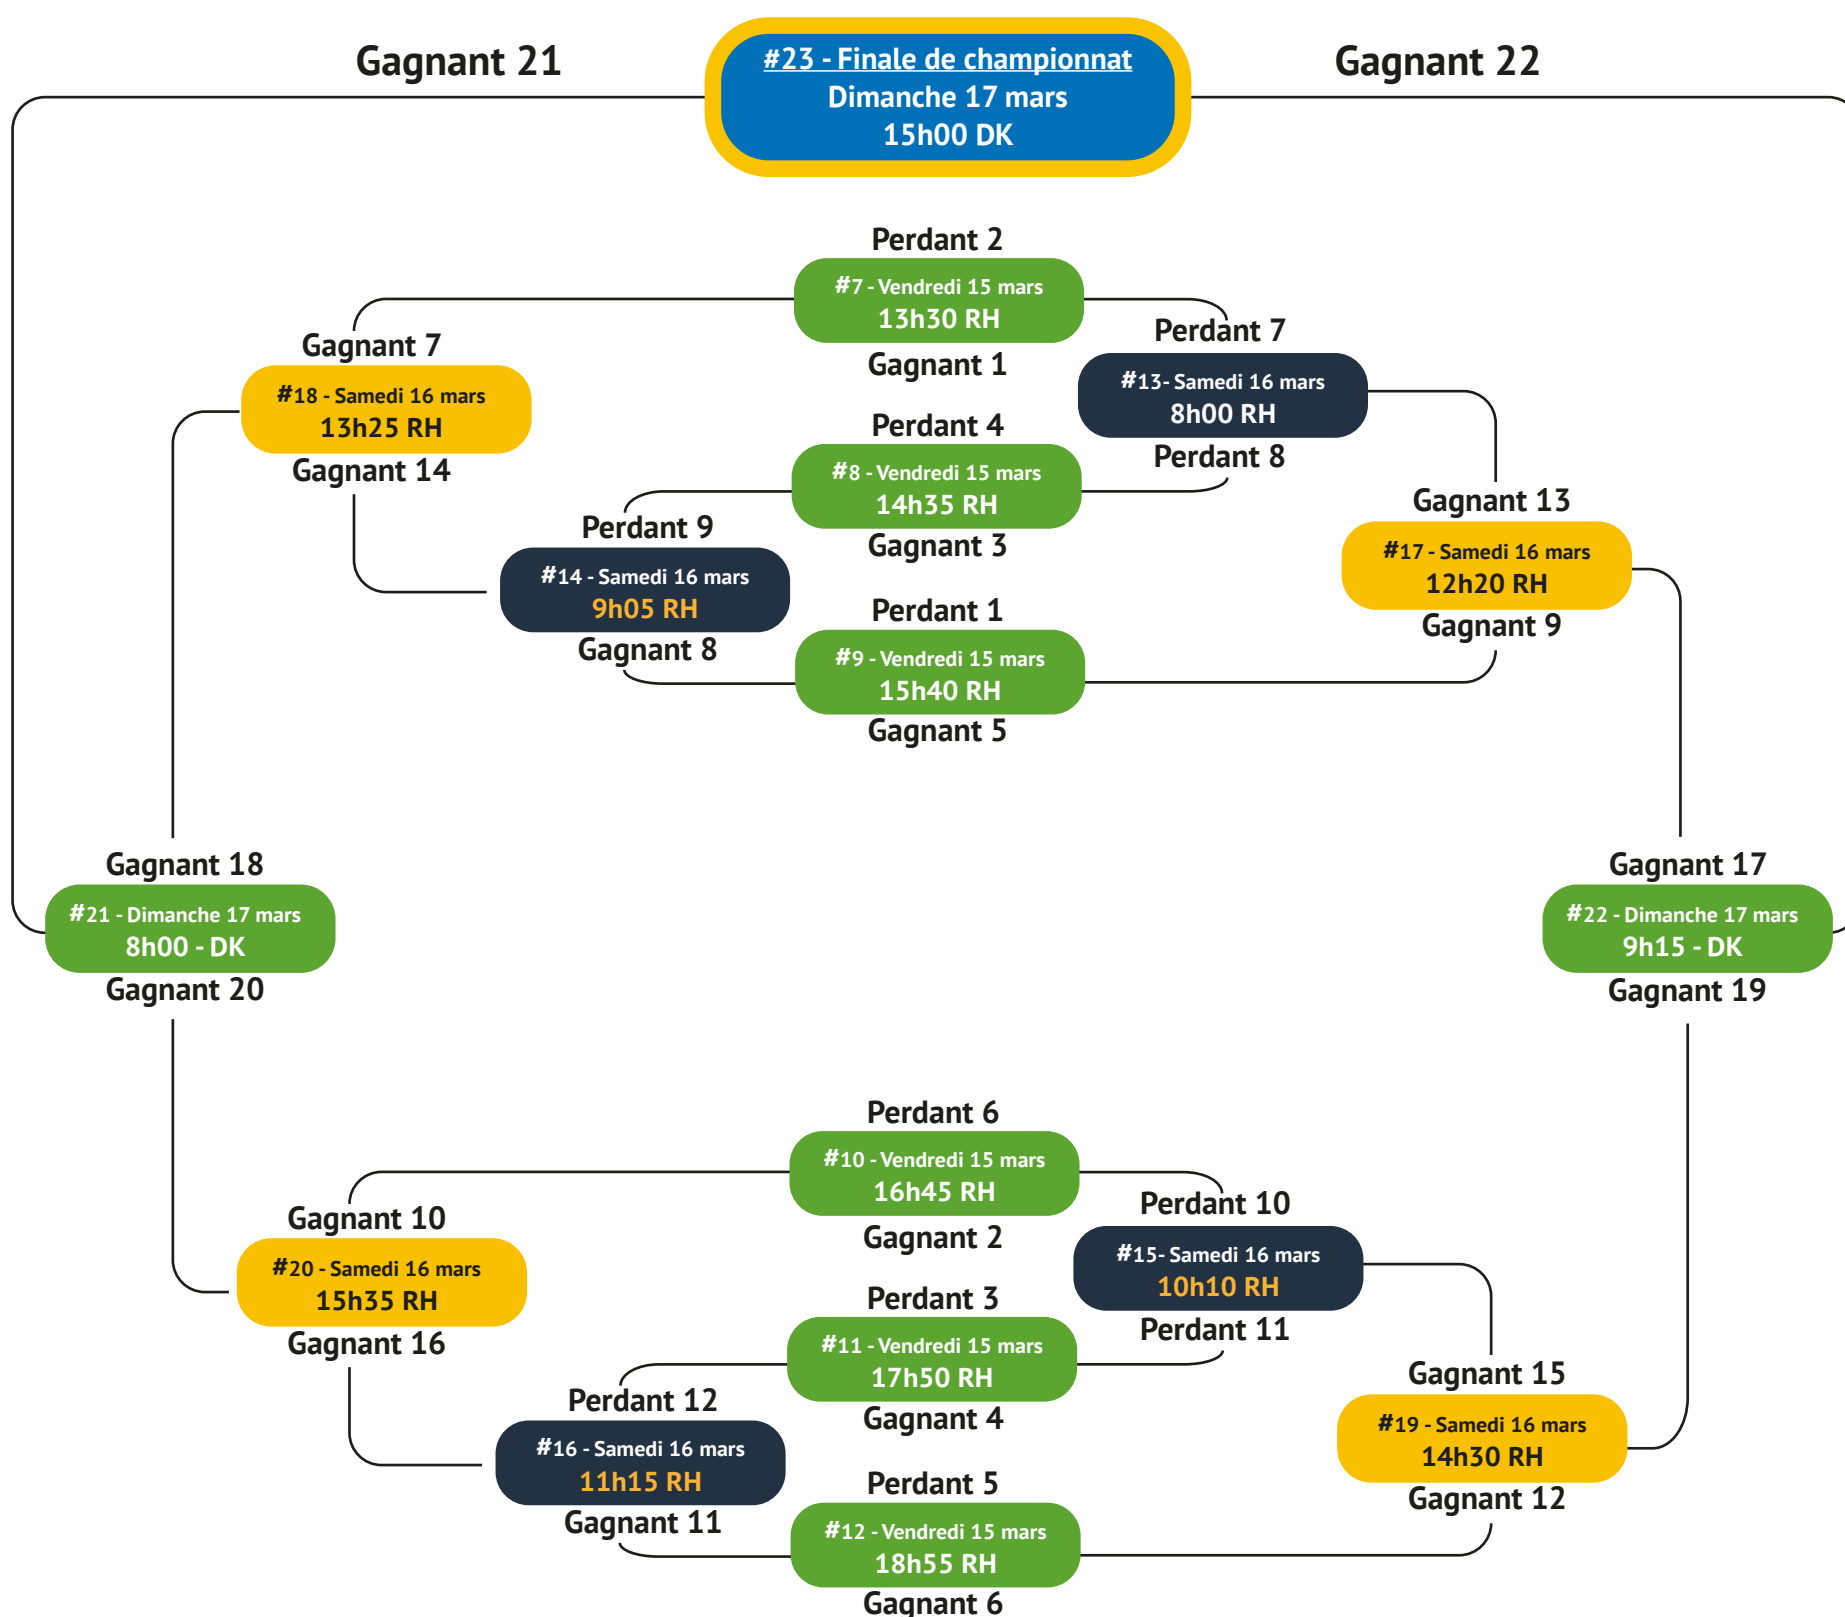 Gagnant 21
#23 - Finale de championnat
Dimanche 17 mars
15h00 DK
Gagnant 22
Perdant 2
#7 - Vendredi 15 mars
13h30 RH
Gagnant 1
Gagnant 7
#18 - Samedi 16 mars
13h25 RH
Gagnant 14
Perdant 7
#13- Samedi 16 mars
8h00 RH
Perdant 8
Perdant 4
#8 - Vendredi 15 mars
14h35 RH
Gagnant 3
Perdant 9
#14 - Samedi 16 mars
9h05 RH
Gagnant 8
Gagnant 13
#17 - Samedi 16 mars
12h20 RH
Gagnant 9
Perdant 1
#9 - Vendredi 15 mars
15h40 RH
Gagnant 5
Gagnant 18
#21 - Dimanche 17 mars
8h00 - DK
Gagnant 20
Gagnant 17
#22 - Dimanche 17 mars
9h15 - DK
Gagnant 19
Perdant 6
#10 - Vendredi 15 mars
16h45 RH
Gagnant 2
Gagnant 10
#20 - Samedi 16 mars
15h35 RH
Gagnant 16
Perdant 10
#15- Samedi 16 mars
10h10 RH
Perdant 11
Perdant 3
#11 - Vendredi 15 mars
17h50 RH
Gagnant 4
Perdant 12
#16 - Samedi 16 mars
11h15 RH
Gagnant 11
Gagnant 15
#19 - Samedi 16 mars
14h30 RH
Gagnant 12
Perdant 5
#12 - Vendredi 15 mars
18h55 RH
Gagnant 6